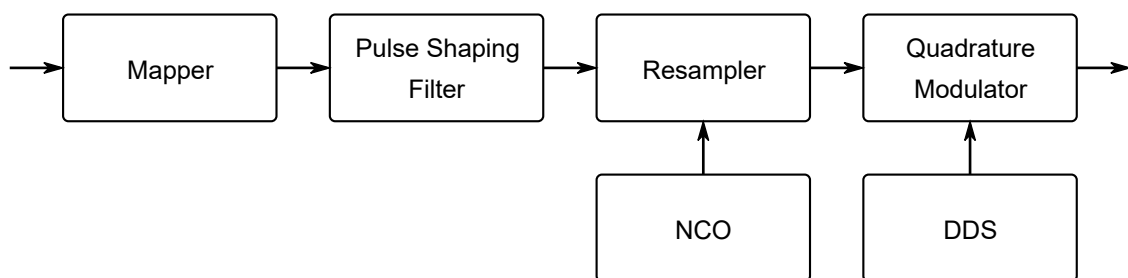 Mapper
Pulse Shaping
Filter
Resampler
Quadrature
Modulator
NCO
DDS